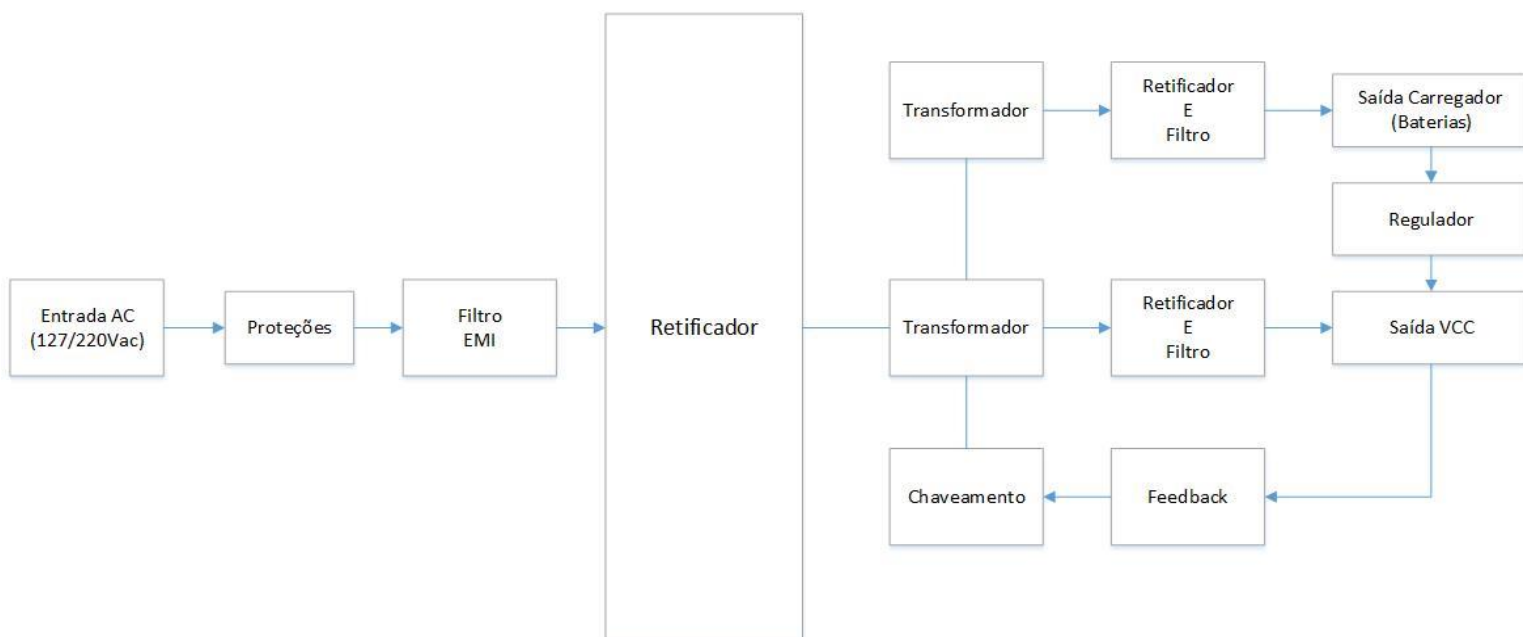 Entrada AC
(127/220Vac)
Proteções
Filtro
EMI
Retificador
Transformador
Retificador
E
Filtro
Saída Carregador
(Baterias)
Regulador
Transformador
Retificador
E
Filtro
Saída VCC
Chaveamento
Feedback